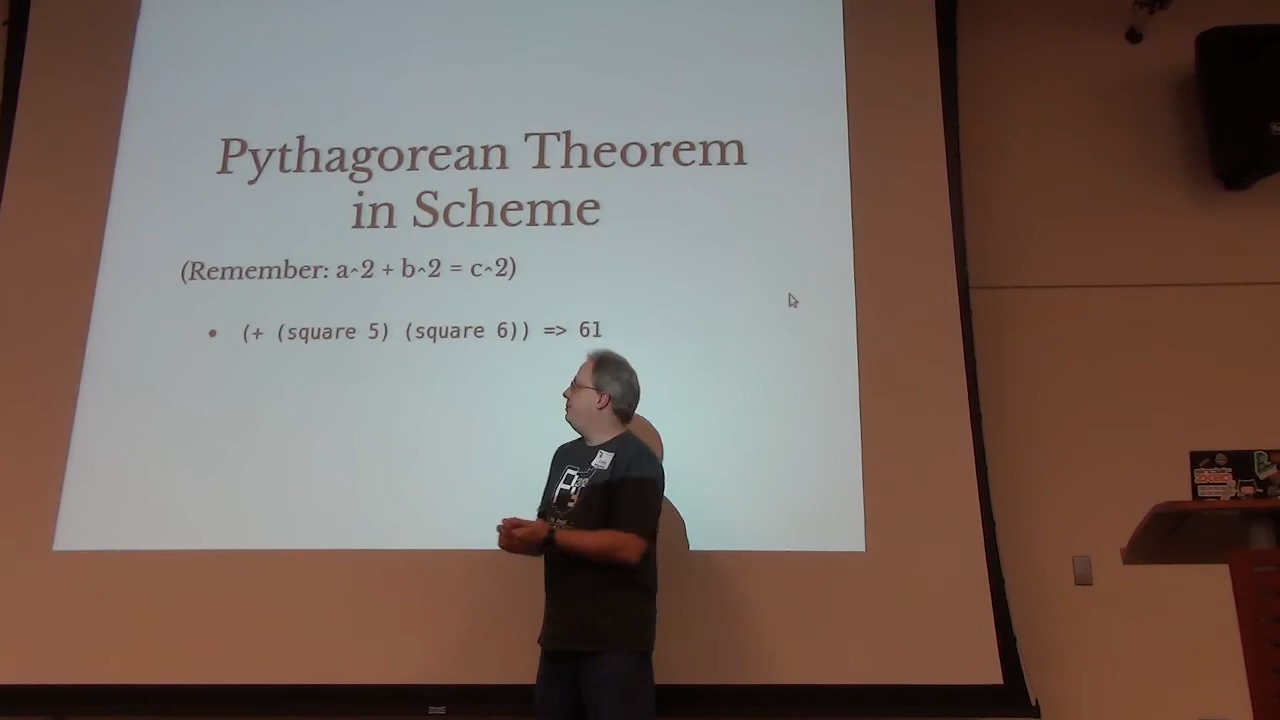 Pythagorean Theorem
in Scheme
(Remember: a^2 + b^2 = c^2)
• (+ (square 5) (square 6)) => 61